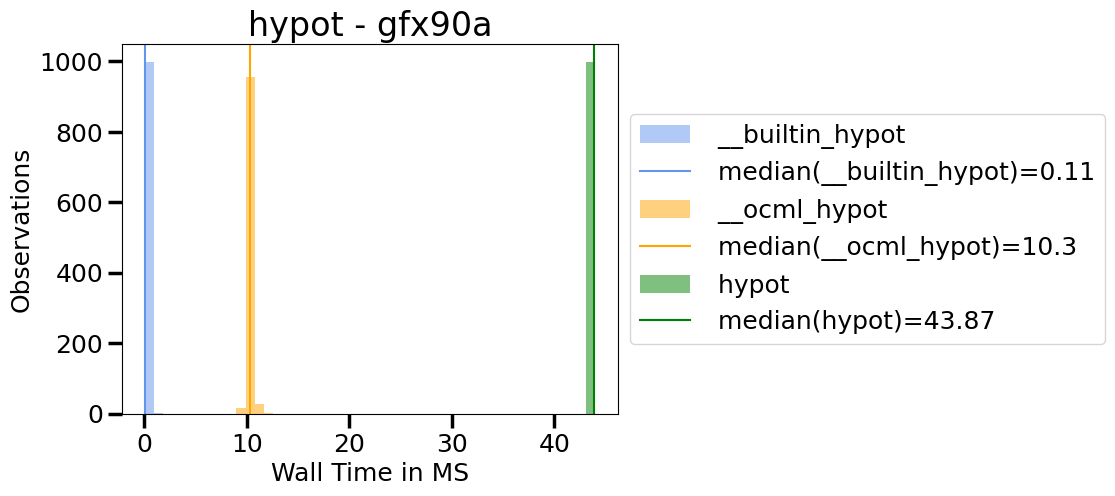 hypot - gfx90a
1000
800
600
400
200
0
Observations
0 10 20 30 40
Wall Time in MS
__builtin_hypot
median(__builtin_hypot)=0.11
__ocml_hypot
median(__ocml_hypot)=10.3
hypot
median(hypot)=43.87